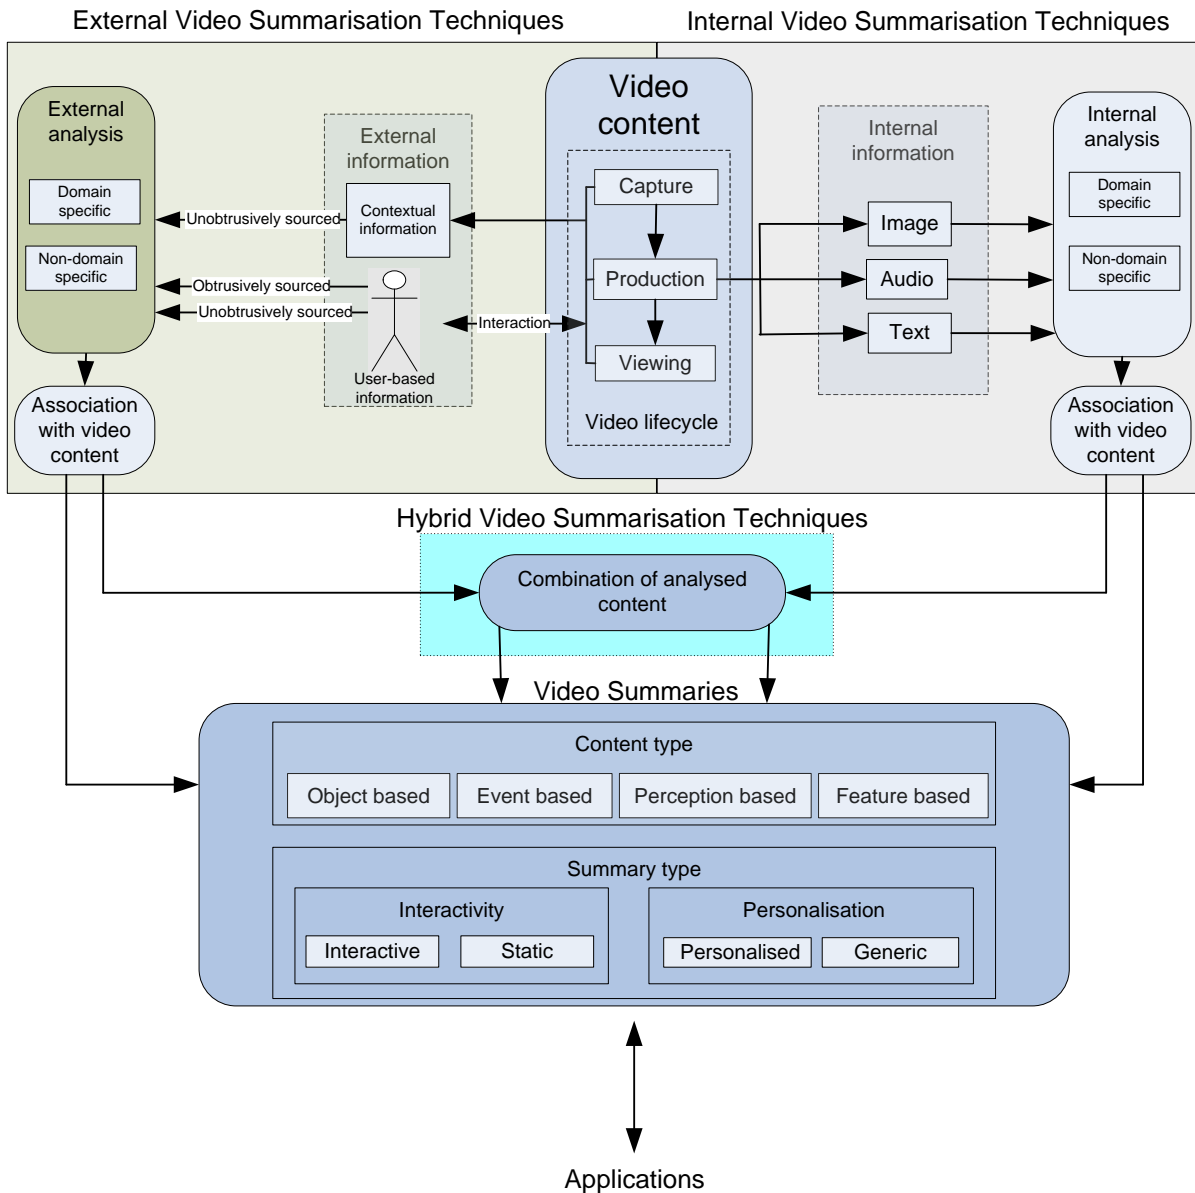 External Video Summarisation Techniques
Internal Video Summarisation Techniques
External
analysis
Domain
specific
Non-domain
specific
Unobtrusively sourced
Obtrusively sourced
Unobtrusively sourced
External
information
Contextual
information
User-based
information
Interaction
Video
content
Capture
Production
Viewing
Video lifecycle
Internal
information
Image
Audio
Text
Internal
analysis
Domain
specific
Non-domain
specific
Association
with video
content
Association
with video
content
Hybrid Video Summarisation Techniques
Combination of analysed
content
Video Summaries
Content type
Object based
Event based
Perception based
Feature based
Summary type
Interactivity
Interactive
Static
Personalisation
Personalised
Generic
Applications